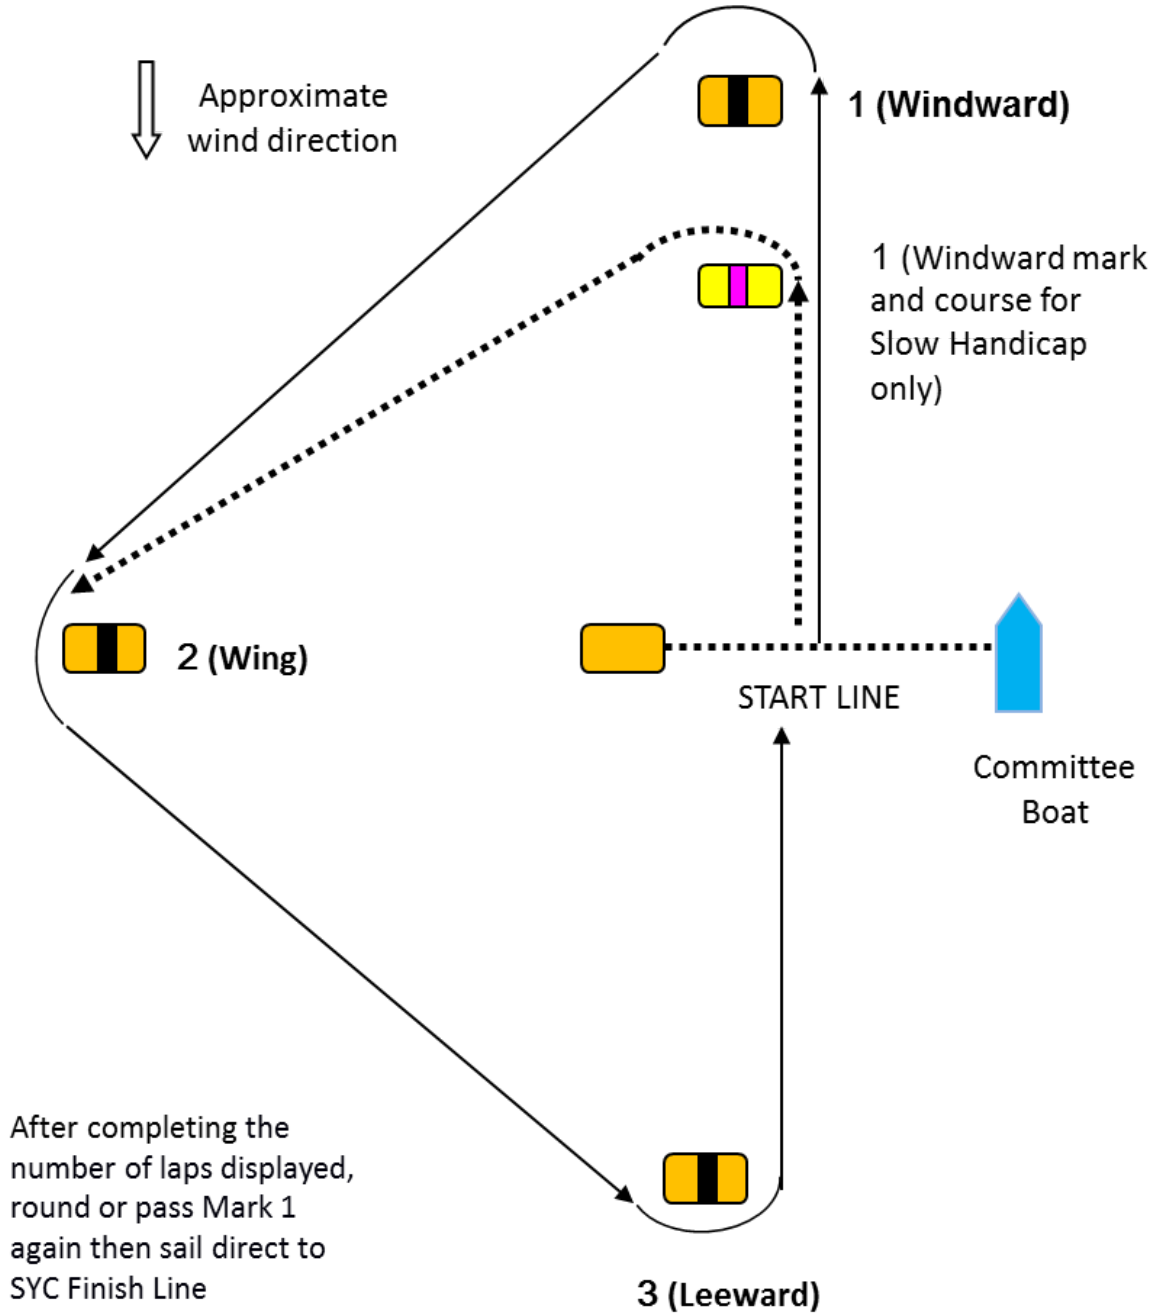 Approximate
wind direction
1 (Windward)
1 (Windward mark
and course for
Slow Handicap
only)
2 (Wing)
START LINE
Committee
Boat
After completing the
number of laps displayed,
round or pass Mark 1
again then sail direct to
SYC Finish Line
3 (Leeward)